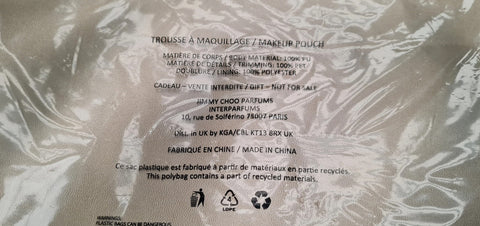 TROUSSE À MAQUILLAGE / MAKEUP POUCH
MATIÈRE DE CORPS / BODY MATERIAL: 100% PU
MATIÈRE DE DÉTAILS / TRIMMING: 100% PET
DOUBLURE / LINING: 100% POLYESTER
CADEAU – VENTE INTERDITE / GIFT – NOT FOR SALE
JIMMY CHOO PARFUMS
INTERPARFUMS
10, rue de Solférino 75007 PARIS
Dist. in UK by KGA/CBL KT13 8RX UK
FABRIQUÉ EN CHINE / MADE IN CHINA
Ce sac plastique est fabriqué à partir de matériaux en partie recyclés.
This polybag contains a part of recycled materials.
4
LDPE
WARNING:
PLASTIC BAGS CAN BE DANGEROUS